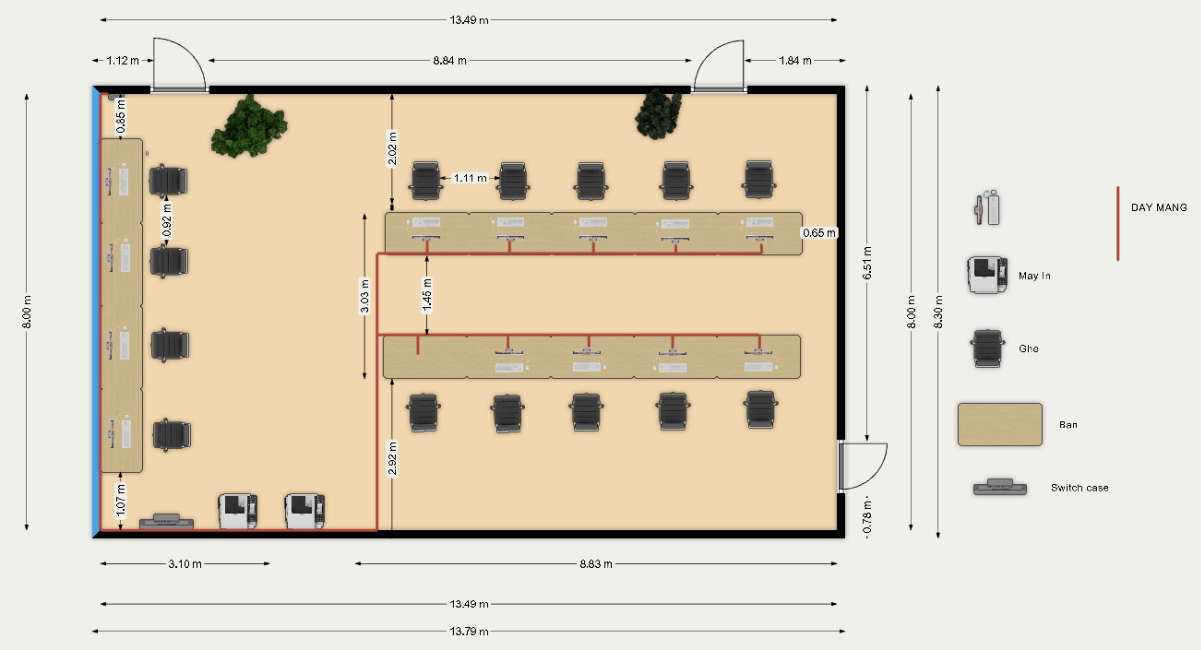 13.49 m
1.12 m
8.84 m
1.84 m
0.85 m
2.02 m
1.11 m
0.92 m
0.65 m
3.03 m
1.45 m
8.00 m
6.51 m
8.00 m
8.30 m
2.92 m
1.07 m
0.78 m
3.10 m
8.83 m
13.49 m
13.79 m
DAY MANG
May In
Gho
Ban
Switch case